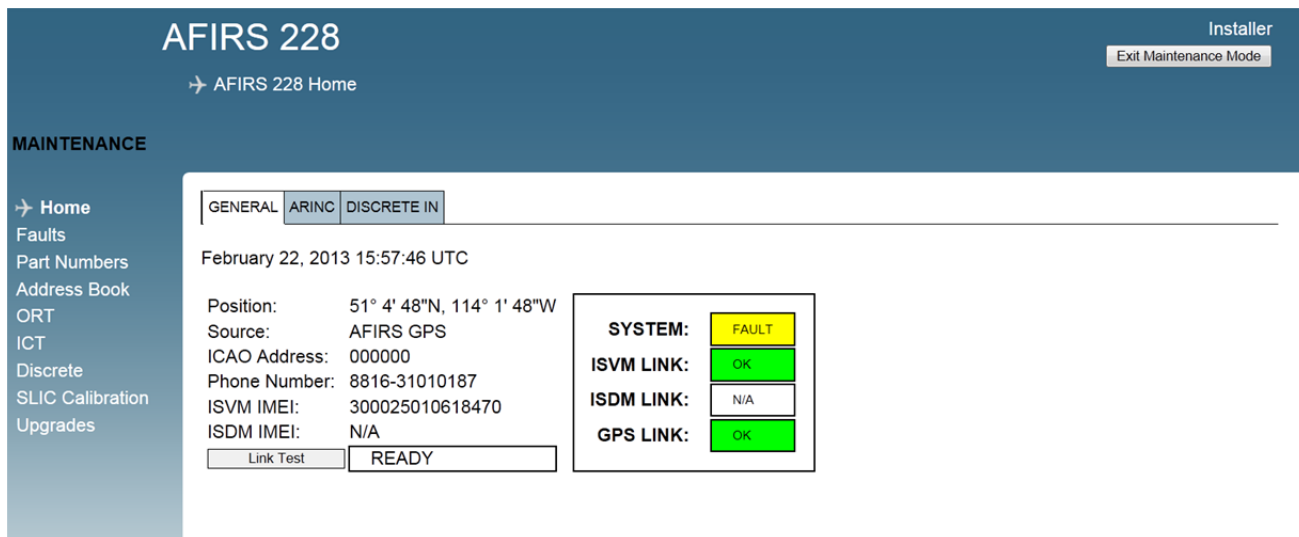 AFIRS 228
Installer
Exit Maintenance Mode
AFIRS 228 Home
MAINTENANCE
Home
Faults
Part Numbers
Address Book
ORT
ICT
Discrete
SLIC Calibration
Upgrades
GENERAL ARINC DISCRETE IN
February 22, 2013 15:57:46 UTC
Position: 51° 4' 48"N, 114° 1' 48"W
Source: AFIRS GPS
ICAO Address: 000000
Phone Number: 8816-31010187
ISVM IMEI: 300025010618470
ISDM IMEI: N/A
Link Test READY
SYSTEM: FAULT
ISVM LINK: OK
ISDM LINK: N/A
GPS LINK: OK